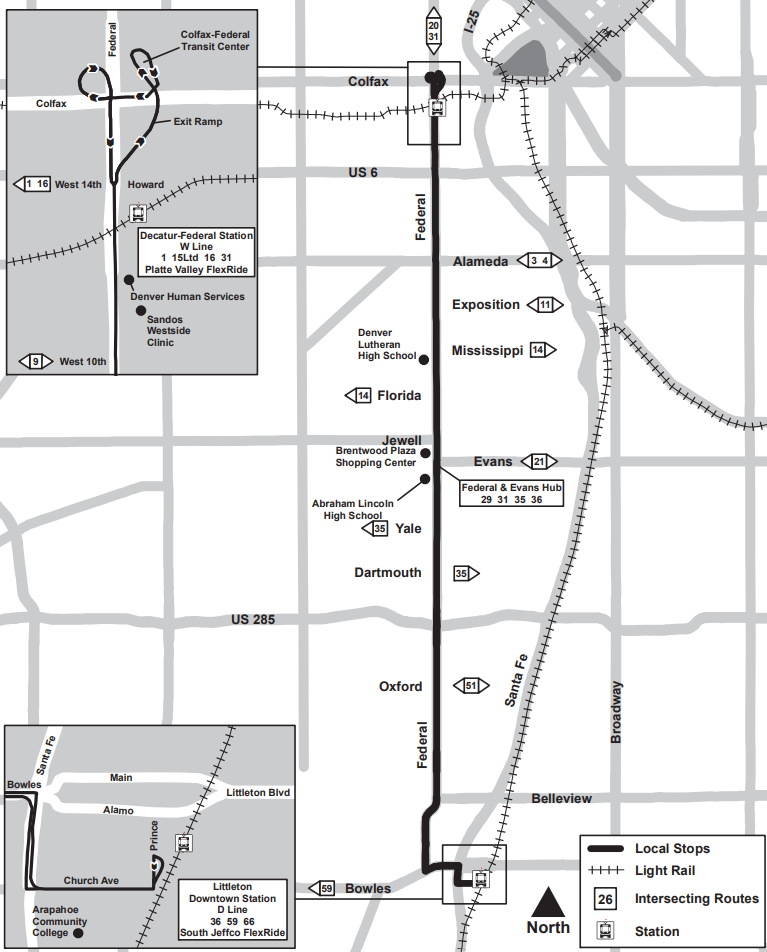 20
31
I-25
Colfax-Federal
Transit Center
Federal
Colfax
Exit Ramp
1 16
West 14th
Howard
Decatur-Federal Station
W Line
1 15Ltd 16 31
Platte Valley FlexRide
Denver Human Services
Sandos
Westside
Clinic
9
West 10th
Colfax
US 6
Federal
Alameda
3 4
Exposition
11
Denver
Lutheran
High School
Mississippi
14
14
Florida
Jewell
Brentwood Plaza
Shopping Center
Evans
21
Federal & Evans Hub
29 31 35 36
Abraham Lincoln
High School
35
Yale
Dartmouth
35
US 285
Oxford
51
Santa Fe
Broadway
Federal
Belleview
59
Bowles
Santa Fe
Bowles
Main
Littleton Blvd
Alamo
Prince
Church Ave
Arapahoe
Community
College
Littleton
Downtown Station
D Line
36 59 66
South Jeffco FlexRide
North
Local Stops
Light Rail
26
Intersecting Routes
Station